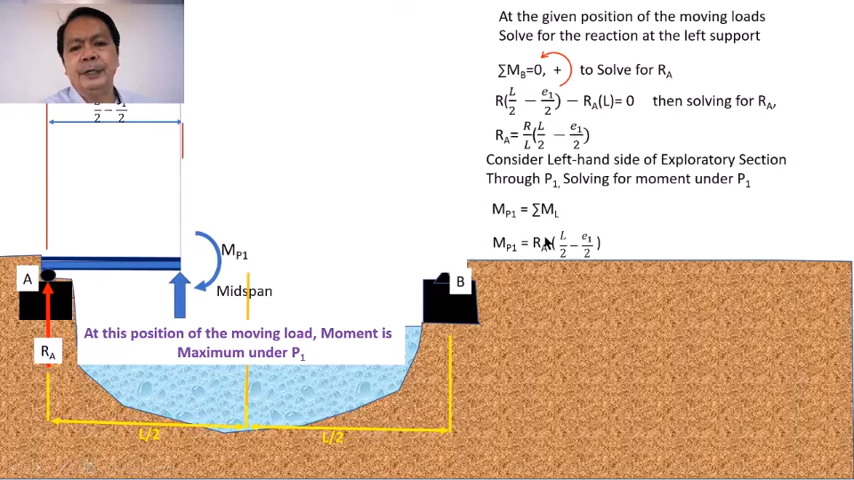 At the given position of the moving loads
Solve for the reaction at the left support
∑M_B=0, + to Solve for R_A
R(L/2 − e₁/2) − R_A(L)= 0 then solving for R_A,
R_A= R/L(L/2 − e₁/2)
Consider Left-hand side of Exploratory Section
Through P₁, Solving for moment under P₁
M_P1 = ∑M_L
M_P1 = R_A( L/2 − e₁/2 )
M_P1
A
Midspan
B
At this position of the moving load, Moment is
Maximum under P₁
R_A
L/2
L/2